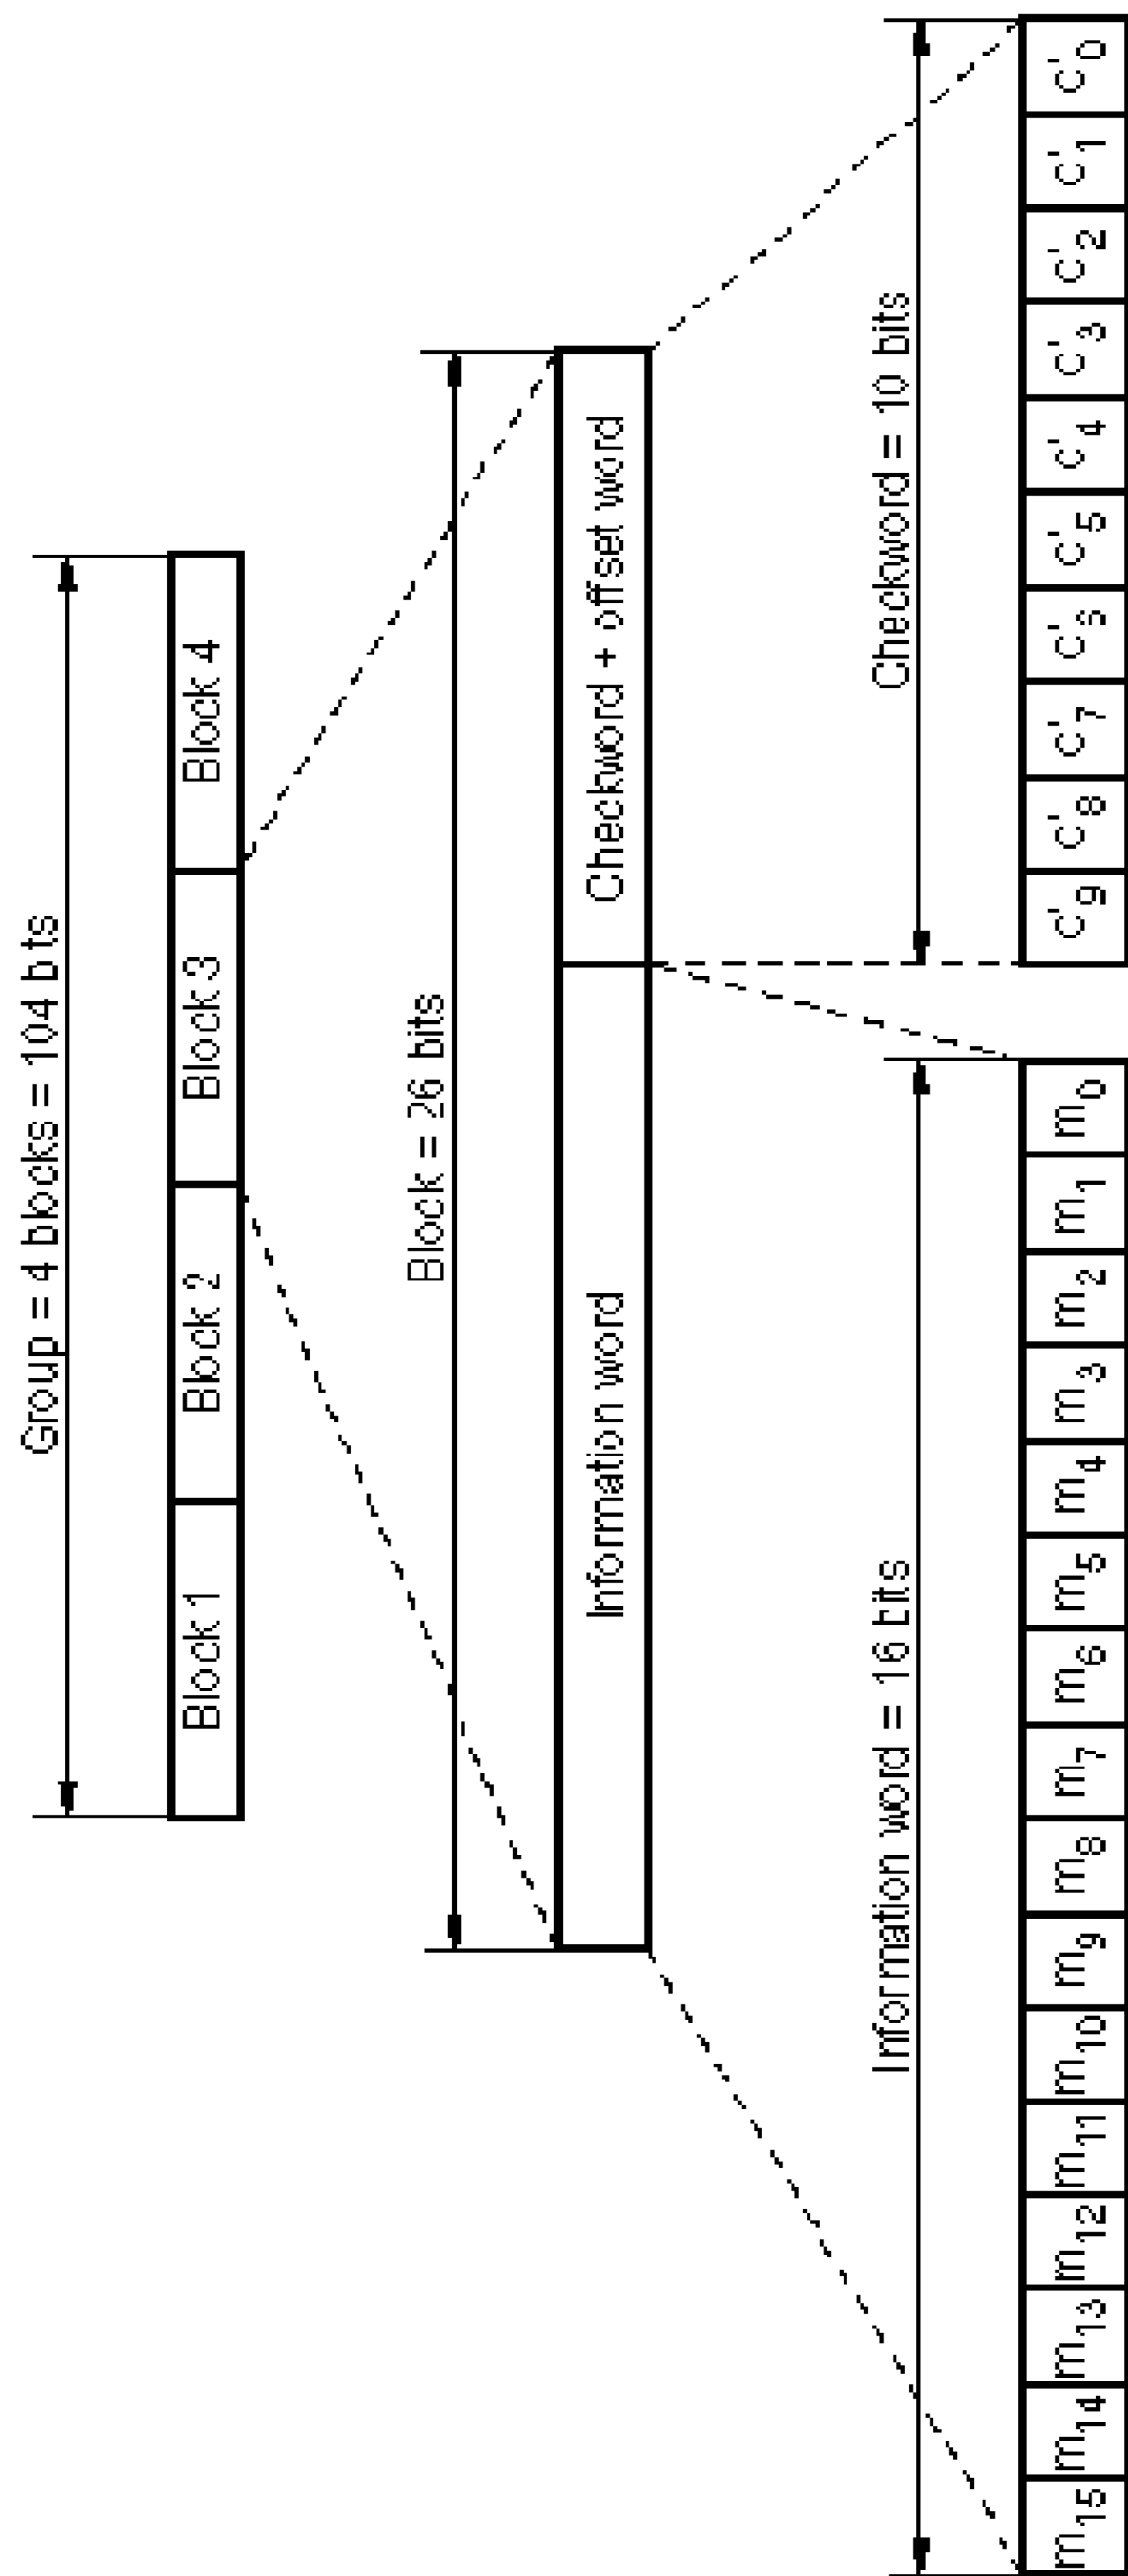 Group = 4 blocks = 104 bits
Block 1 Block 2 Block 3 Block 4
Block = 26 bits
Information word Checkword + offset word
Information word = 16 bits Checkword = 10 bits
m15 m14 m13 m12 m11 m10 m9 m8 m7 m6 m5 m4 m3 m2 m1 m0 c'9 c'8 c'7 c's c'5 c'4 c'3 c'2 c'1 c'0